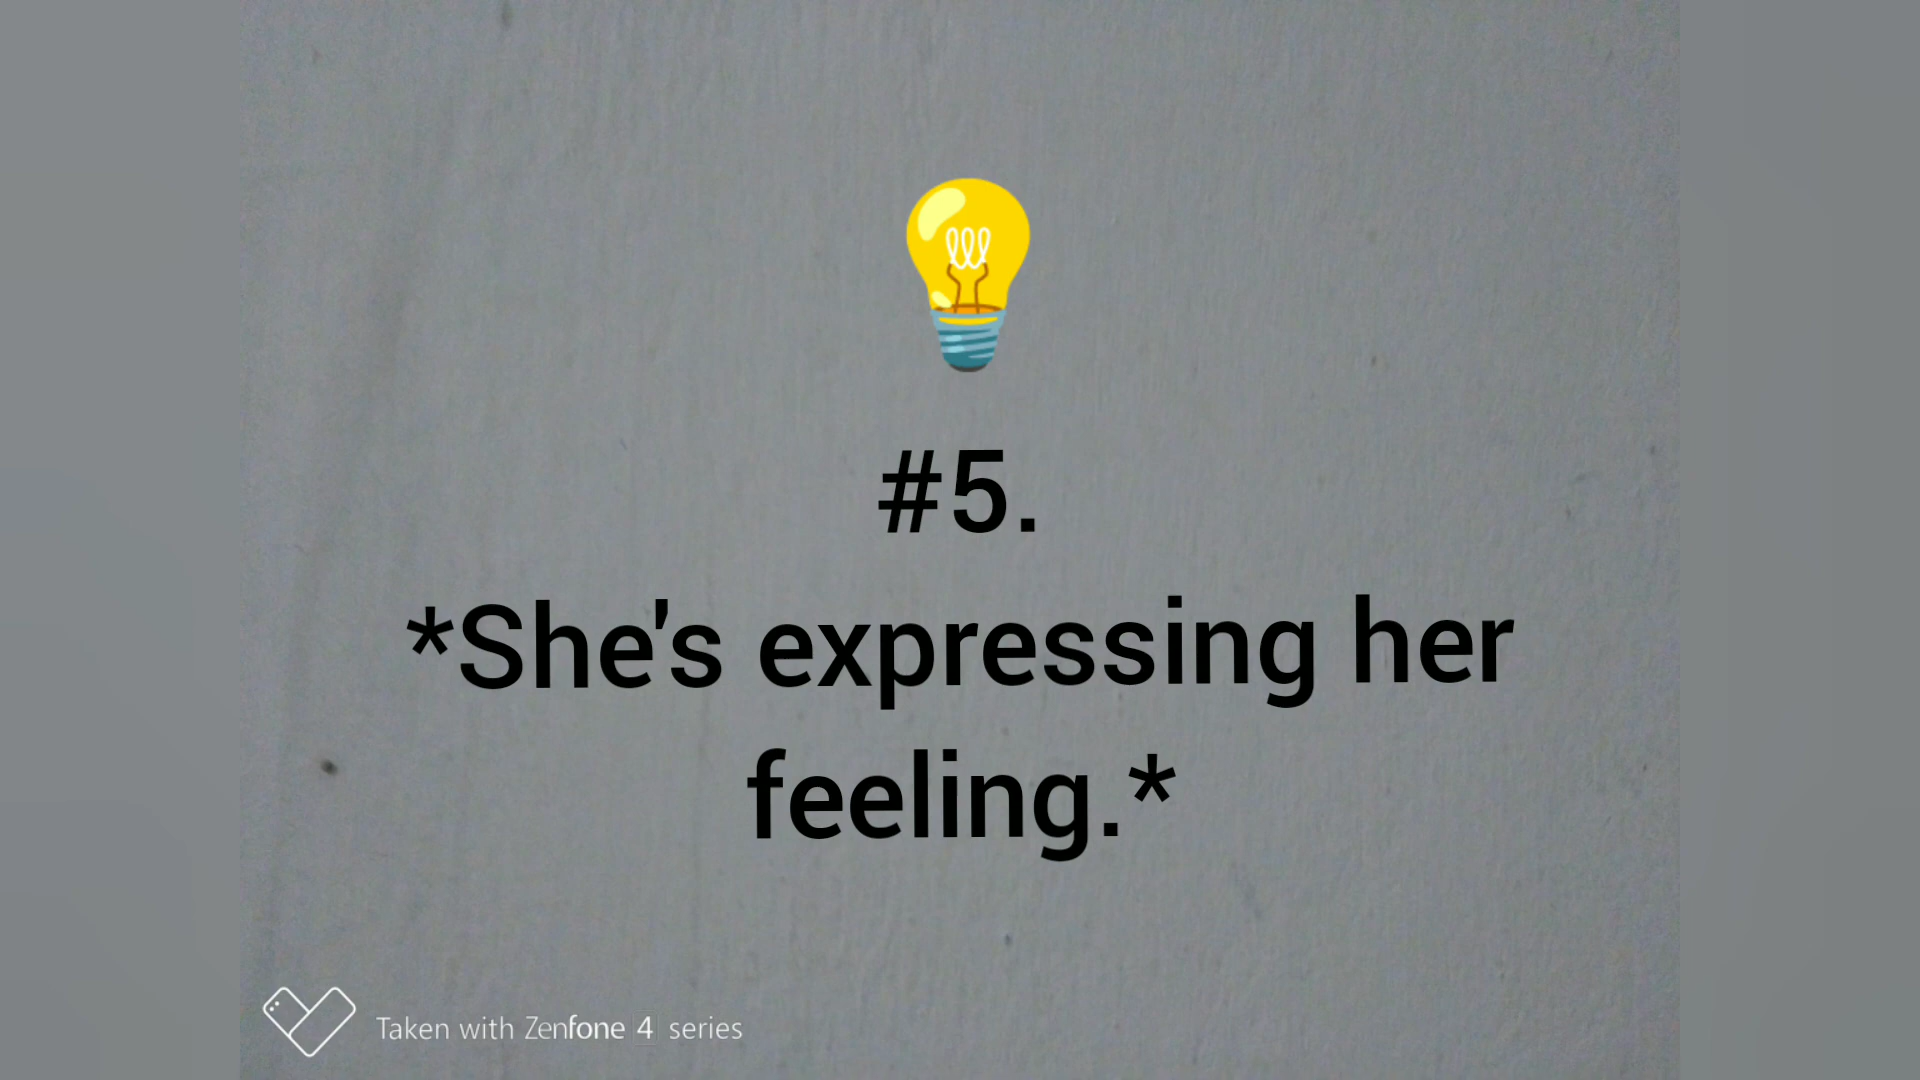 #5.
*She's expressing her
feeling.*
Taken with Zenfone 4 series